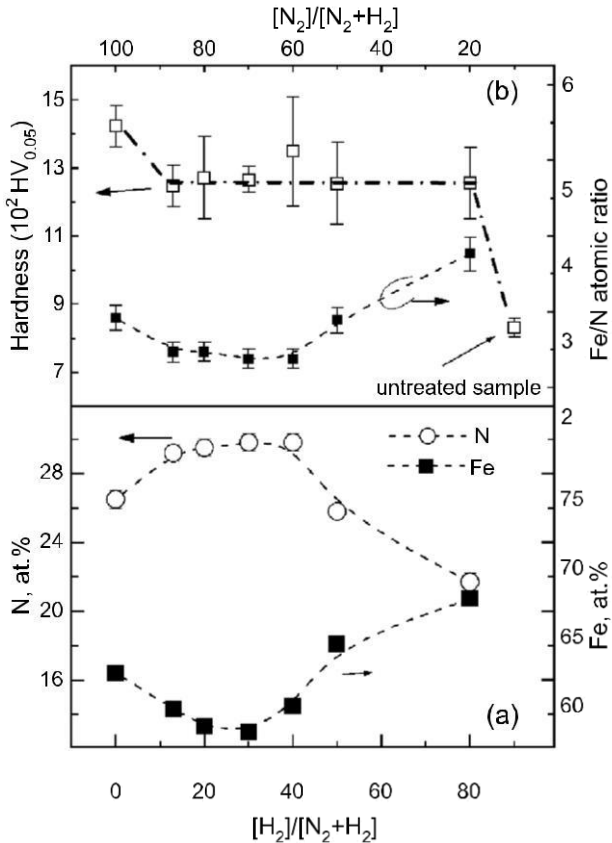 [N2]/[N2+H2]
100 80 60 40 20
(b)
Hardness (10² HV0.05)
15
13
11
9
7
6
5
4
3
2
Fe/N atomic ratio
untreated sample
N
Fe
N, at.%
28
24
20
16
75
70
65
60
Fe, at.%
(a)
0 20 40 60 80
[H2]/[N2+H2]